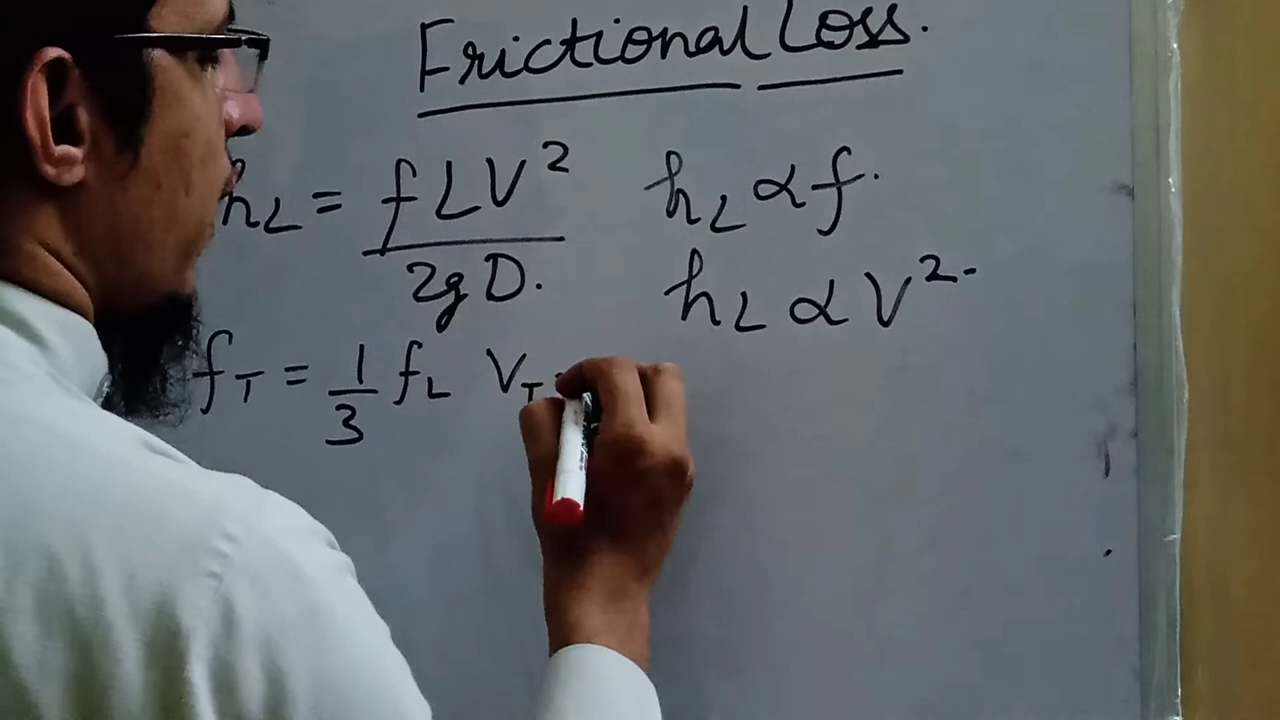 Frictional Loss.
hL = fLV² / 2gD. hL α f.
hL α V².
fT = 1/3 fL VT